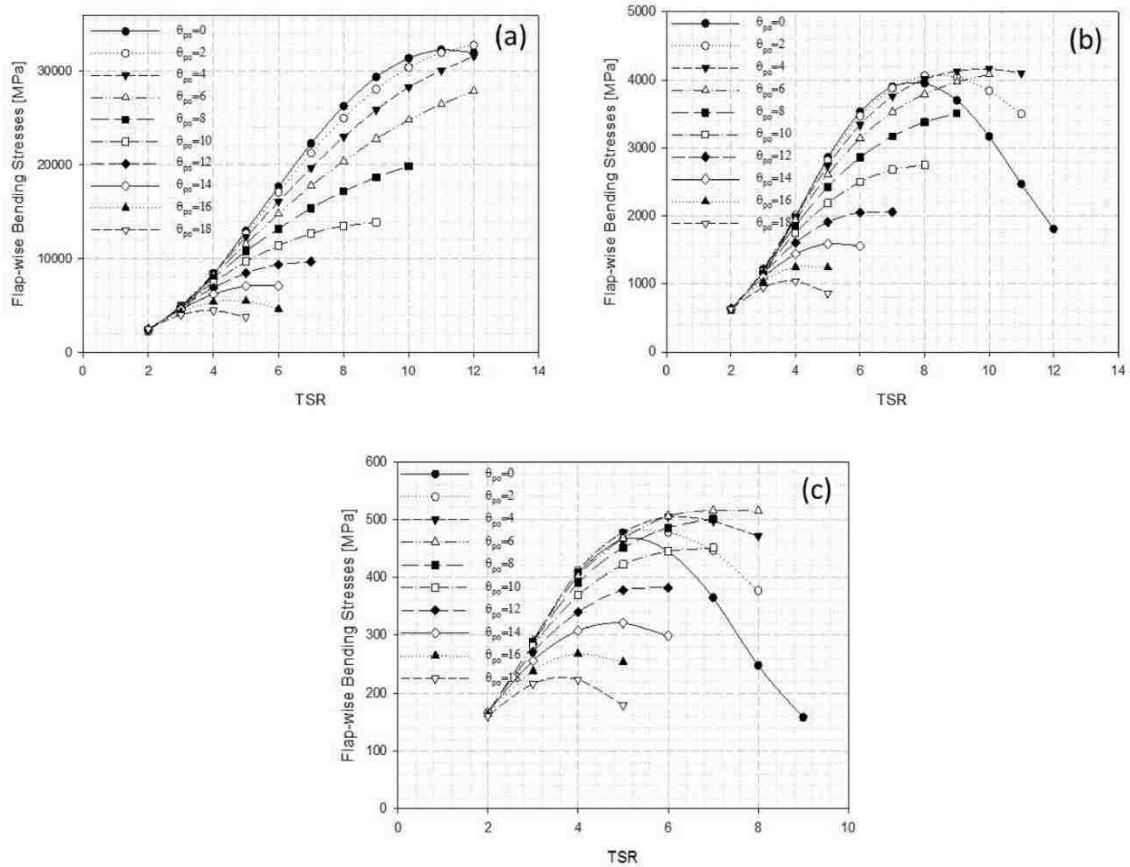 (a)
Flap-wise Bending Stresses [MPa]
30000
20000
10000
0
θpo=0
θpo=2
θpo=4
θpo=6
θpo=8
θpo=10
θpo=12
θpo=14
θpo=16
θpo=18
0 2 4 6 8 10 12 14
TSR
(b)
Flap-wise Bending Stresses [MPa]
5000
4000
3000
2000
1000
0
θpo=0
θpo=2
θpo=4
θpo=6
θpo=8
θpo=10
θpo=12
θpo=14
θpo=16
θpo=18
0 2 4 6 8 10 12 14
TSR
(c)
Flap-wise Bending Stresses [MPa]
600
500
400
300
200
100
0
θpo=0
θpo=2
θpo=4
θpo=6
θpo=8
θpo=10
θpo=12
θpo=14
θpo=16
θpo=18
0 2 4 6 8 10
TSR